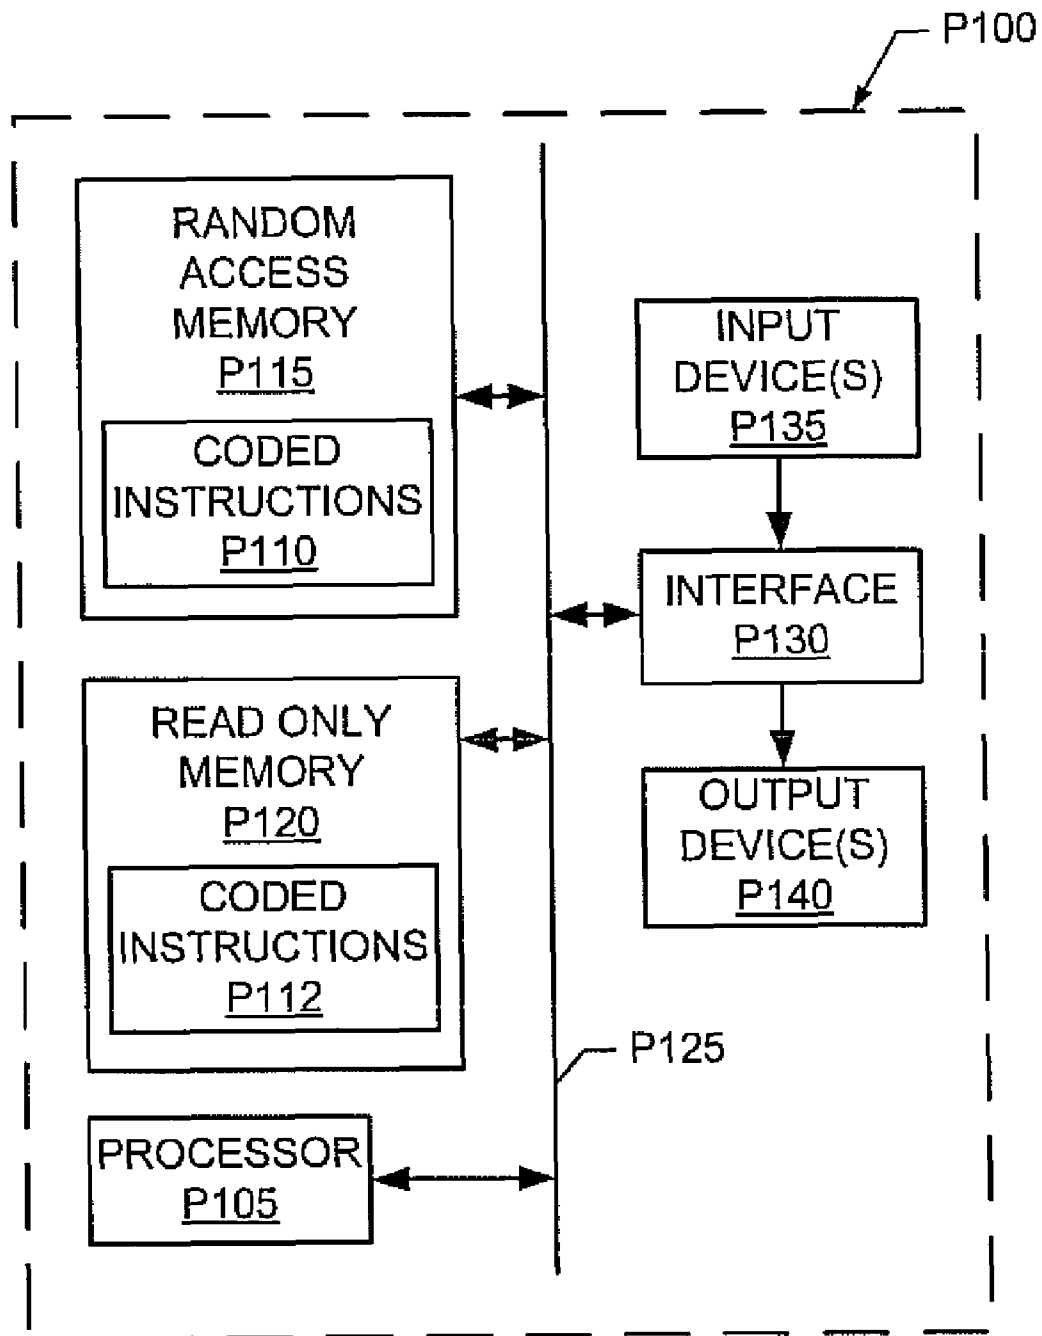 P100
RANDOM
ACCESS
MEMORY
P115
CODED
INSTRUCTIONS
P110
READ ONLY
MEMORY
P120
CODED
INSTRUCTIONS
P112
PROCESSOR
P105
INPUT
DEVICE(S)
P135
INTERFACE
P130
OUTPUT
DEVICE(S)
P140
P125